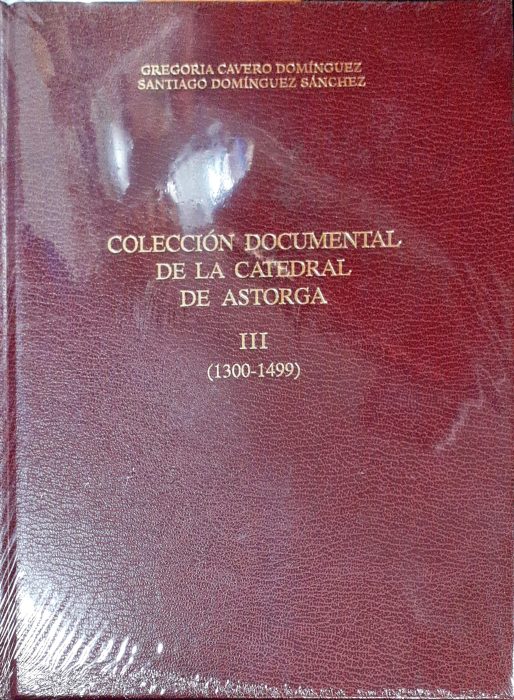 GREGORIA CAVERO DOMÍNGUEZ
SANTIAGO DOMÍNGUEZ SÁNCHEZ
COLECCIÓN DOCUMENTAL
DE LA CATEDRAL
DE ASTORGA
III
(1300-1499)